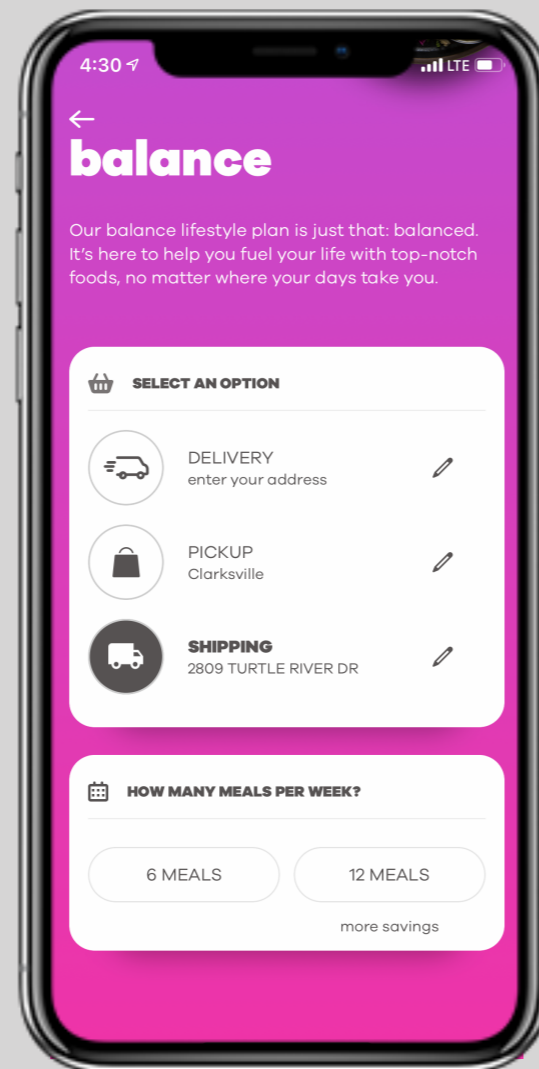 4:30
LTE
balance
Our balance lifestyle plan is just that: balanced.
It’s here to help you fuel your life with top-notch
foods, no matter where your days take you.
SELECT AN OPTION
DELIVERY
enter your address
PICKUP
Clarksville
SHIPPING
2809 TURTLE RIVER DR
HOW MANY MEALS PER WEEK?
6 MEALS
12 MEALS
more savings